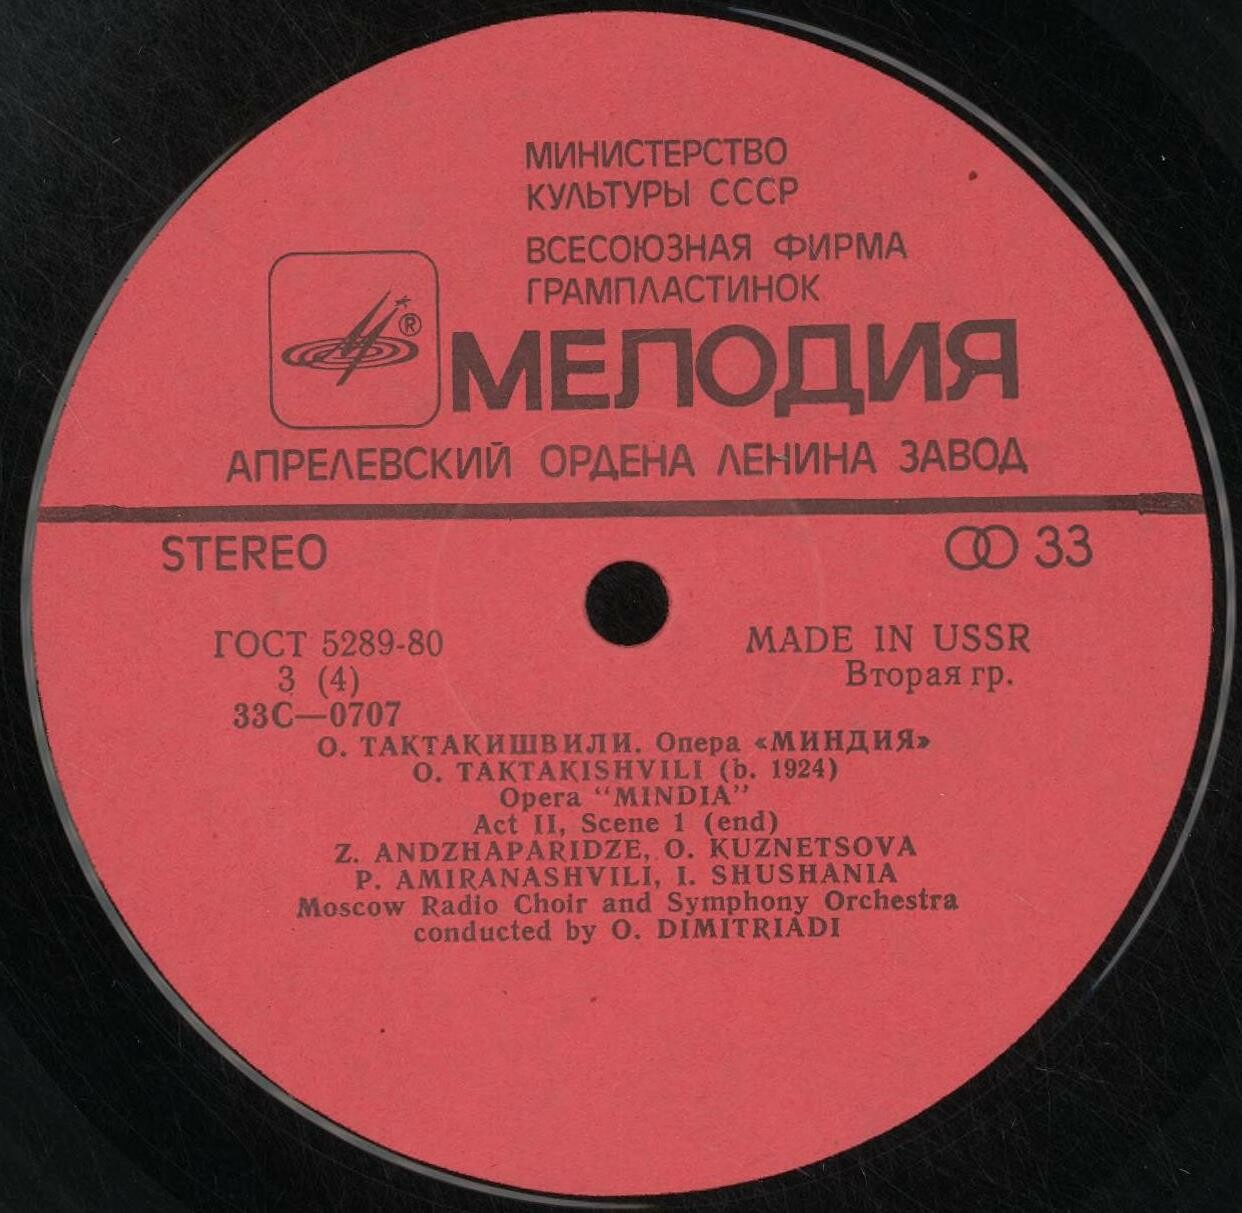 МИНИСТЕРСТВО
КУЛЬТУРЫ СССР
ВСЕСОЮЗНАЯ ФИРМА
ГРАМПЛАСТИНОК
®
МЕЛОДИЯ
АПРЕЛЕВСКИЙ ОРДЕНА ЛЕНИНА ЗАВОД
STEREO 33
ГОСТ 5289-80 MADE IN USSR
3 (4) Вторая гр.
33С—0707
О. ТАКТАКИШВИЛИ. Опера «МИНДИЯ»
O. TAKTAKISHVILI (b. 1924)
Opera "MINDIA"
Act II, Scene 1 (end)
Z. ANDZHAPARIDZE, O. KUZNETSOVA
P. AMIRANASHVILI, I. SHUSHANIA
Moscow Radio Choir and Symphony Orchestra
conducted by O. DIMITRIADI